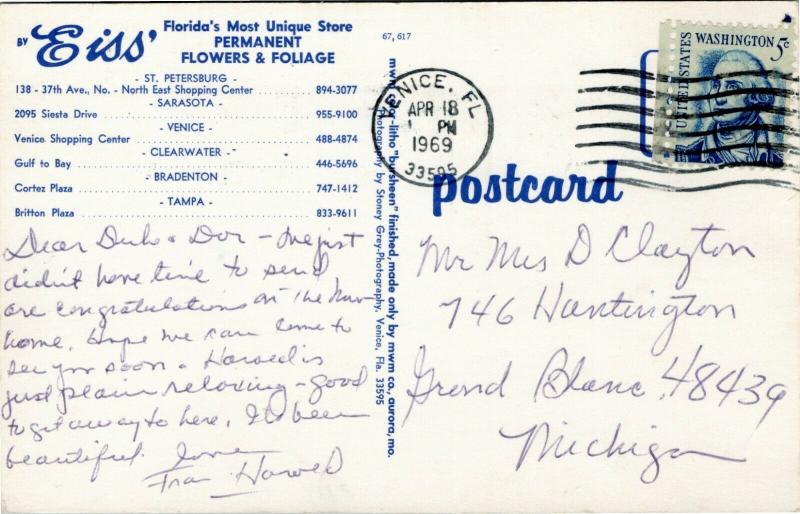 BY Eiss'
Florida's Most Unique Store
PERMANENT
FLOWERS & FOLIAGE
- ST. PETERSBURG -
138 - 37th Ave., No. - North East Shopping Center 894-3077
- SARASOTA -
2095 Siesta Drive 955-9100
- VENICE -
Venice Shopping Center 488-4874
- CLEARWATER -
Gulf to Bay 446-5696
- BRADENTON -
Cortez Plaza 747-1412
- TAMPA -
Britton Plaza 833-9611
Dear & Dor - We just
didn't have time to send
are congratulations on the New
home. Hope we can come to
see you soon. Harold is
just plain relaxing - good
to get away to here. It's been
beautiful. Love
Fran Harold
67,617
mwm color-litho "bursheen" finished, made only by mwm co., aurora, mo.
Photography by Stoney Grey-Photography, Venice, Fla. 33595
VENICE, FL
APR 18
PM
1969
33595
UNITED STATES
WASHINGTON 5c
postcard
Mr Mrs D Clayton
746 Huntington
Grand Blanc, 48439
Michigan